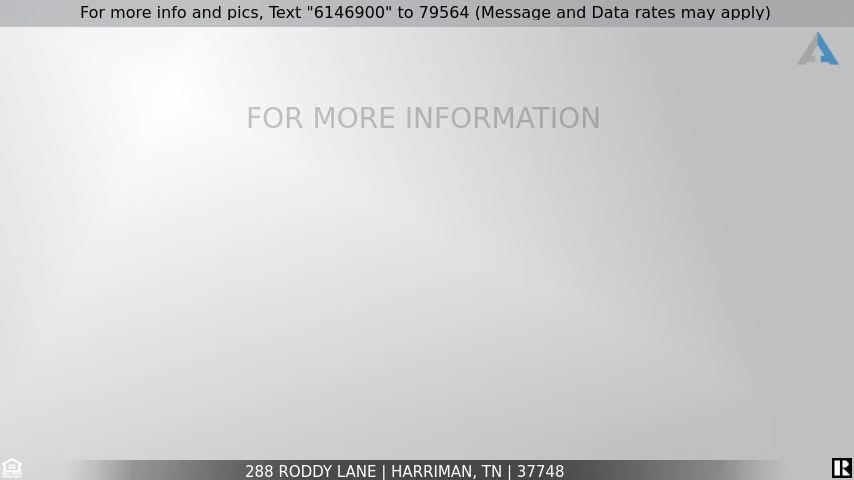 For more info and pics, Text "6146900" to 79564 (Message and Data rates may apply)
FOR MORE INFORMATION
288 RODDY LANE | HARRIMAN, TN | 37748